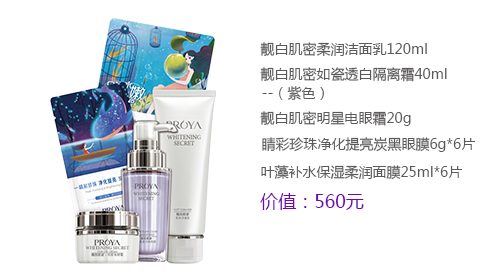 靓白肌密柔润洁面乳120ml
靓白肌密如瓷透白隔离霜40ml
--（紫色）
靓白肌密明星电眼霜20g
睛彩珍珠净化提亮炭黑眼膜6g*6片
叶藻补水保湿柔润面膜25ml*6片
价值：560元
PRÓYA
WHITENING
SECRET
PRÓYA
WHITENING
SECRET
PRÓYA
WHITENING SECRET